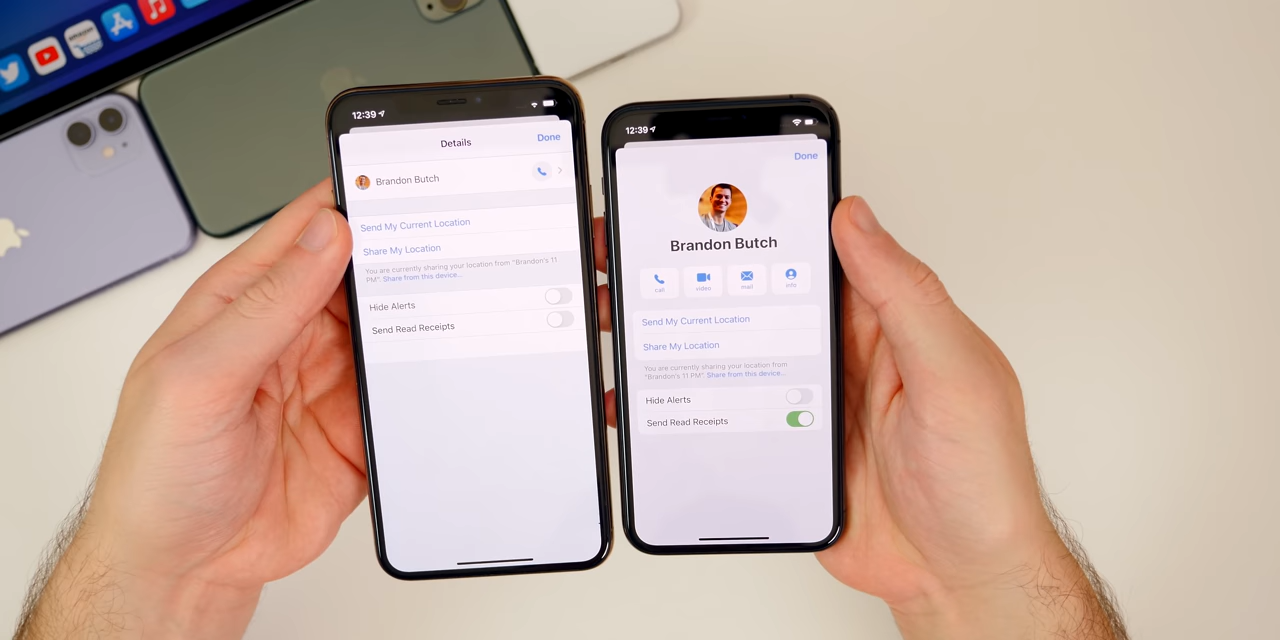 amazon
12:39
Details
Done
Brandon Butch
Send My Current Location
Share My Location
You are currently sharing your location from "Brandon's 11
PM". Share from this device...
Hide Alerts
Send Read Receipts
12:39
Done
Brandon Butch
call
video
mail
info
Send My Current Location
Share My Location
You are currently sharing your location from
"Brandon's 11 PM". Share from this device...
Hide Alerts
Send Read Receipts